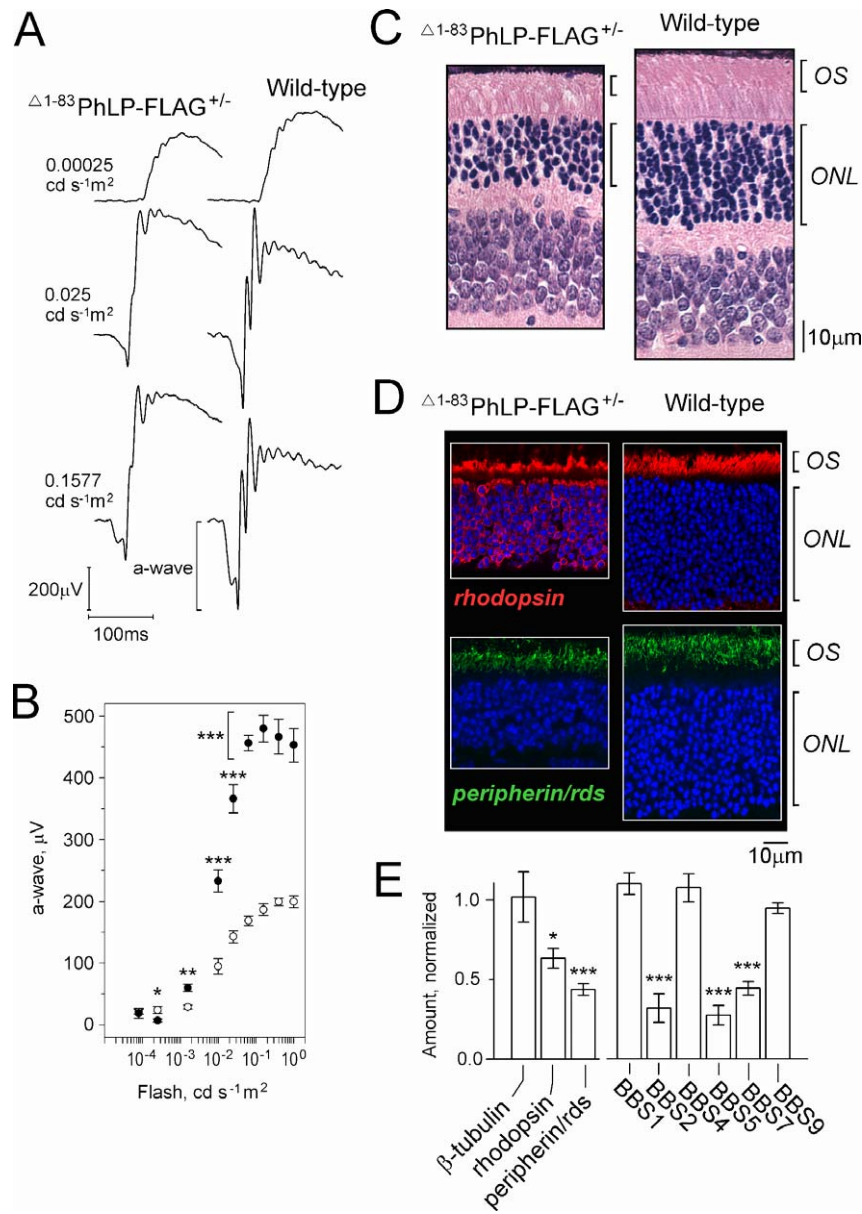 A
△1-83PhLP-FLAG+/-
Wild-type
0.00025
cd s-1m2
0.025
cd s-1m2
0.1577
cd s-1m2
a-wave
200μV
100ms
B
a-wave, μV
500
400
300
200
100
0
***
***
***
**
*
10-4
10-3
10-2
10-1
100
Flash, cd s-1m2
C
△1-83PhLP-FLAG+/-
Wild-type
OS
ONL
10μm
D
△1-83PhLP-FLAG+/-
Wild-type
OS
ONL
rhodopsin
OS
ONL
peripherin/rds
10μm
E
Amount, normalized
1.0
0.5
0.0
*
***
***
***
***
β-tubulin
rhodopsin
peripherin/rds
BBS1
BBS2
BBS4
BBS5
BBS7
BBS9